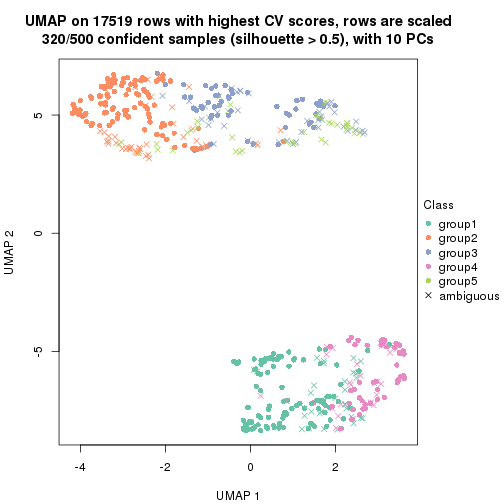 UMAP on 17519 rows with highest CV scores, rows are scaled
320/500 confident samples (silhouette > 0.5), with 10 PCs
5
0
-5
UMAP 2
-4
-2
0
2
UMAP 1
Class
group1
group2
group3
group4
group5
ambiguous